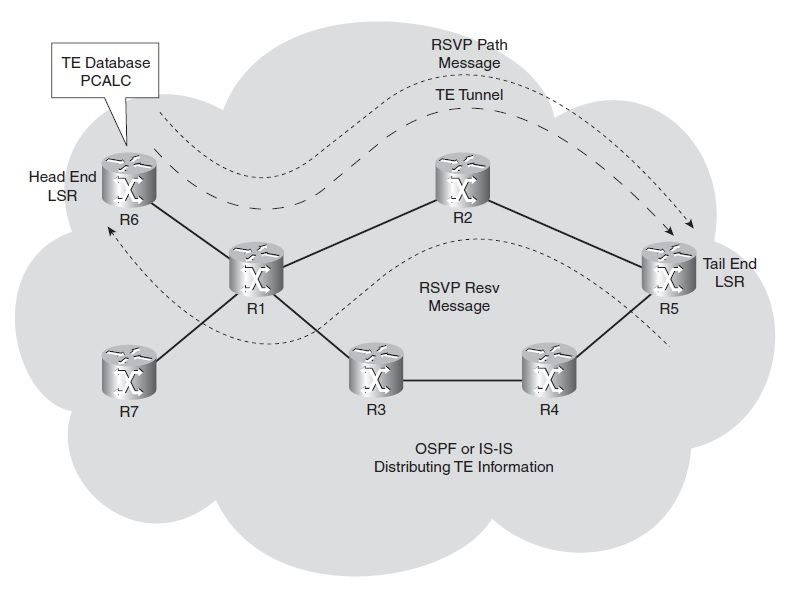 RSVP Path
Message
TE Database
PCALC
TE Tunnel
Head End
LSR
R6
R2
R1
Tail End
LSR
R5
RSVP Resv
Message
R7
R3
R4
OSPF or IS-IS
Distributing TE Information